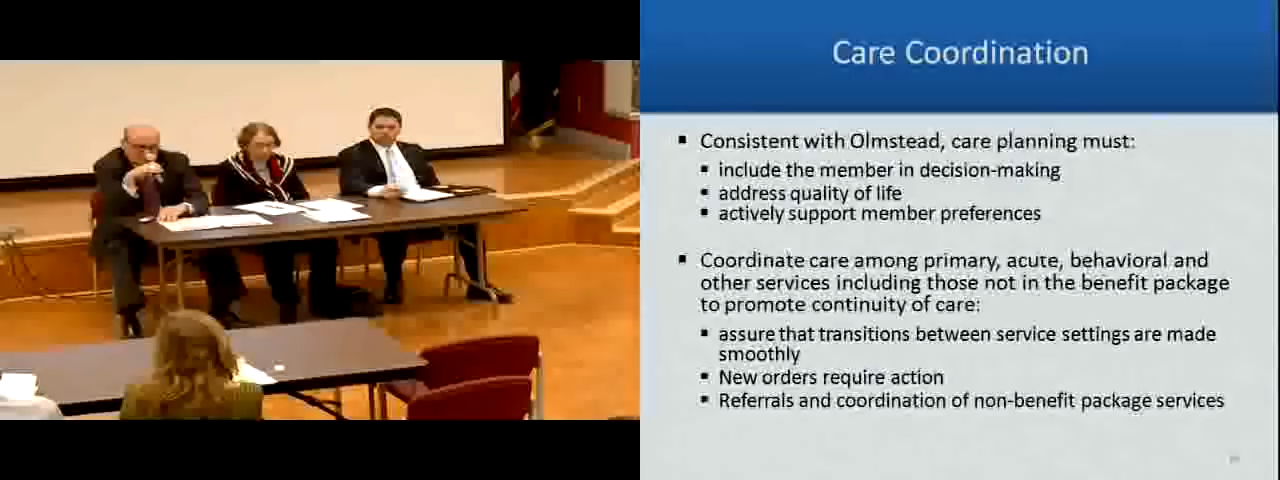 Care Coordination
Consistent with Olmstead, care planning must:
include the member in decision-making
address quality of life
actively support member preferences
Coordinate care among primary, acute, behavioral and
other services including those not in the benefit package
to promote continuity of care:
assure that transitions between service settings are made
smoothly
New orders require action
Referrals and coordination of non-benefit package services